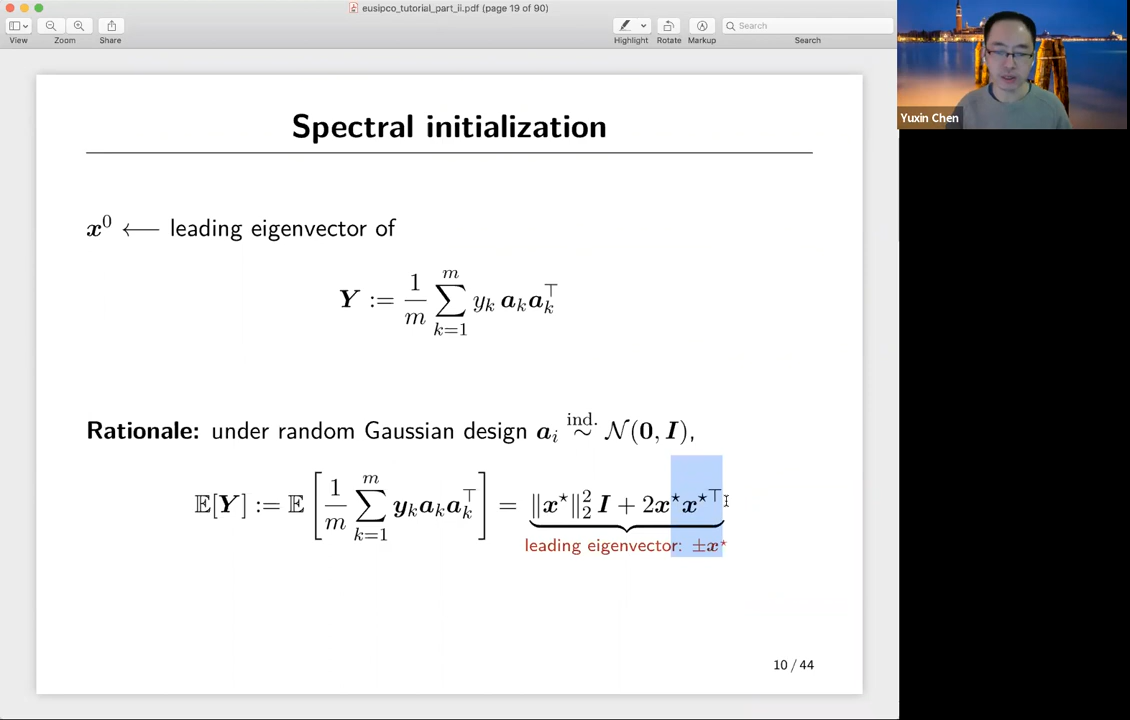 eusipco_tutorial_part_ii.pdf (page 19 of 90)
View Zoom Share Highlight Rotate Markup Search
Search
Yuxin Chen
Spectral initialization
x⁰ ⟵ leading eigenvector of
Y := 1/m ∑_{k=1}^{m} y_k a_k a_k^⊤
Rationale: under random Gaussian design a_i ind.∼ N(0, I),
E[Y] := E[1/m ∑_{k=1}^{m} y_k a_k a_k^⊤] = ‖x⋆‖₂² I + 2x⋆x⋆⊤
leading eigenvector: ±x⋆
10 / 44